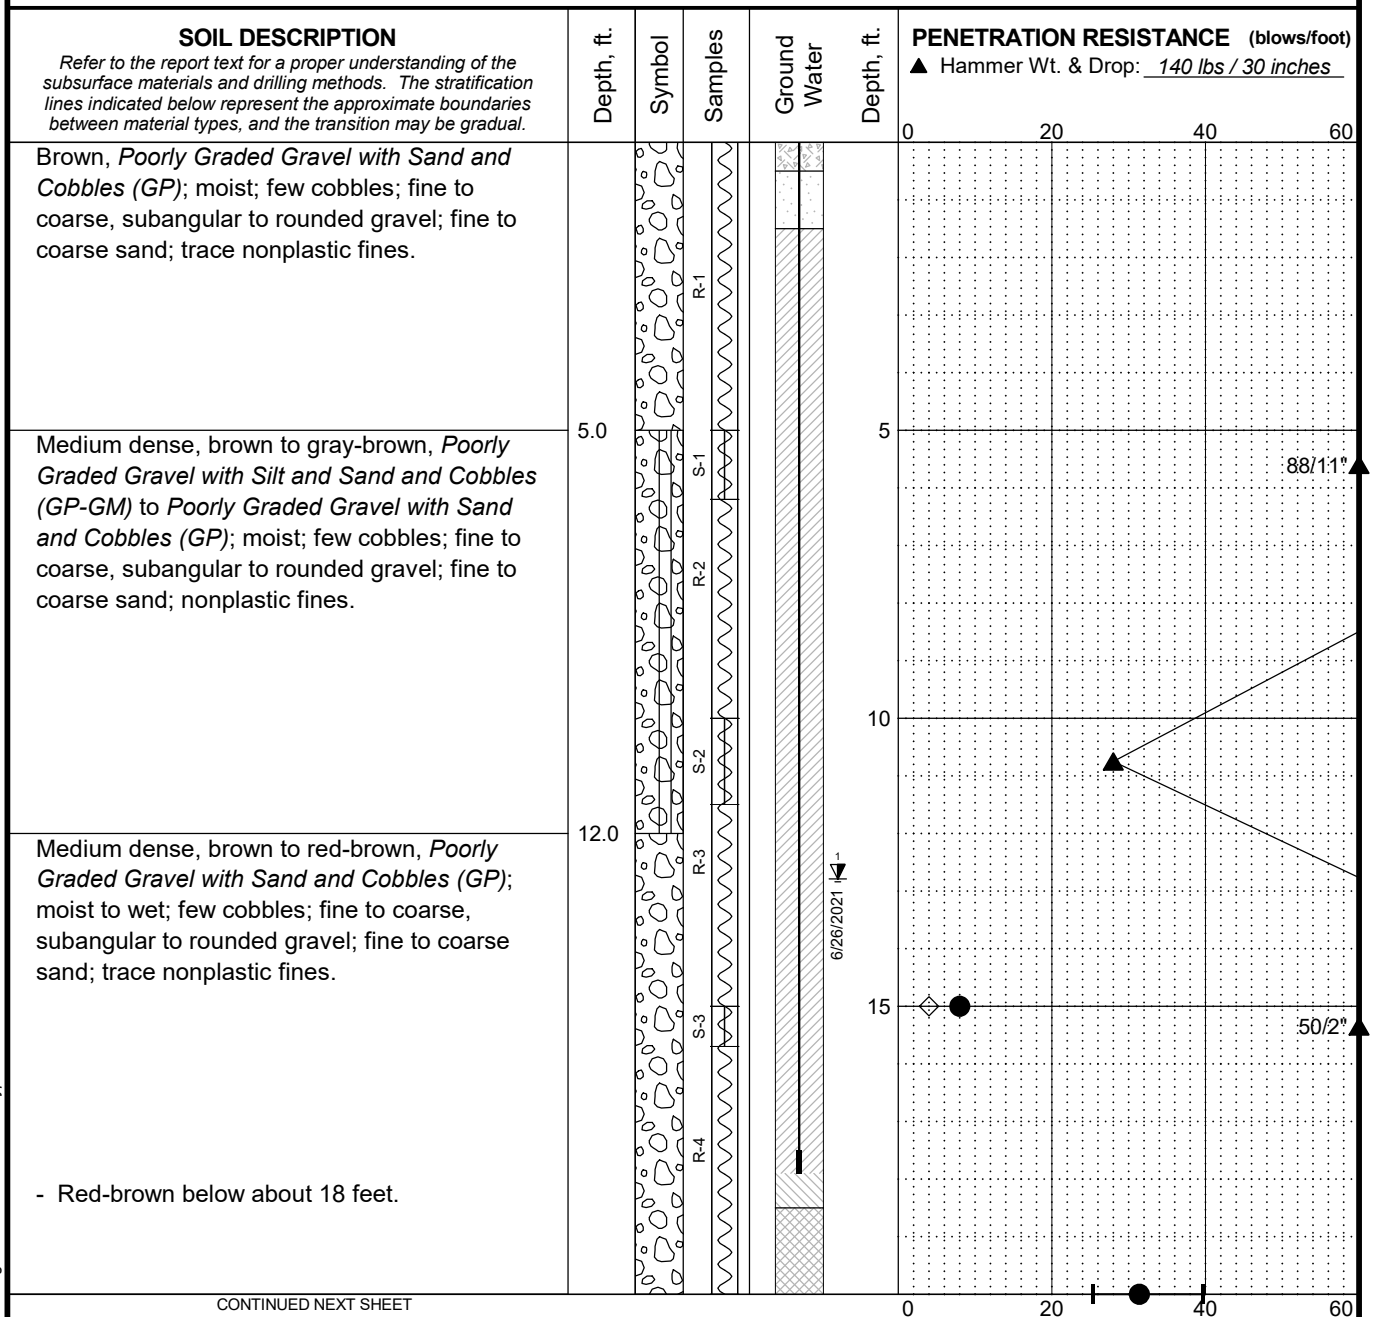 SOIL DESCRIPTION
Refer to the report text for a proper understanding of the
subsurface materials and drilling methods. The stratification
lines indicated below represent the approximate boundaries
between material types, and the transition may be gradual.
Depth, ft.
Symbol
Samples
Ground
Water
Depth, ft.
PENETRATION RESISTANCE (blows/foot)
▲ Hammer Wt. & Drop: 140 lbs / 30 inches
0 20 40 60
Brown, Poorly Graded Gravel with Sand and
Cobbles (GP); moist; few cobbles; fine to
coarse, subangular to rounded gravel; fine to
coarse sand; trace nonplastic fines.
R-1
5.0
5
Medium dense, brown to gray-brown, Poorly
Graded Gravel with Silt and Sand and Cobbles
(GP-GM) to Poorly Graded Gravel with Sand
and Cobbles (GP); moist; few cobbles; fine to
coarse, subangular to rounded gravel; fine to
coarse sand; nonplastic fines.
S-1
88/11"
R-2
10
S-2
12.0
Medium dense, brown to red-brown, Poorly
Graded Gravel with Sand and Cobbles (GP);
moist to wet; few cobbles; fine to coarse,
subangular to rounded gravel; fine to coarse
sand; trace nonplastic fines.
R-3
1
6/26/2021
15
S-3
50/2"
R-4
- Red-brown below about 18 feet.
CONTINUED NEXT SHEET
0 20 40 60